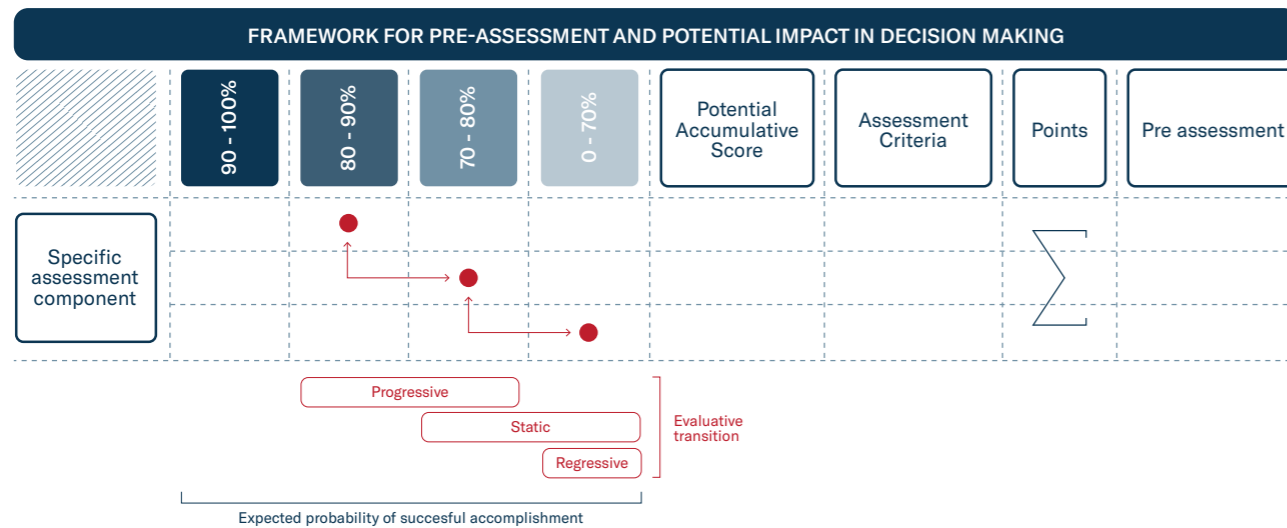 FRAMEWORK FOR PRE-ASSESSMENT AND POTENTIAL IMPACT IN DECISION MAKING
90 - 100%
80 - 90%
70 - 80%
0 - 70%
Potential
Accumulative
Score
Assessment
Criteria
Points
Pre assessment
Specific
assessment
component
Progressive
Static
Regressive
Evaluative
transition
Expected probability of succesful accomplishment